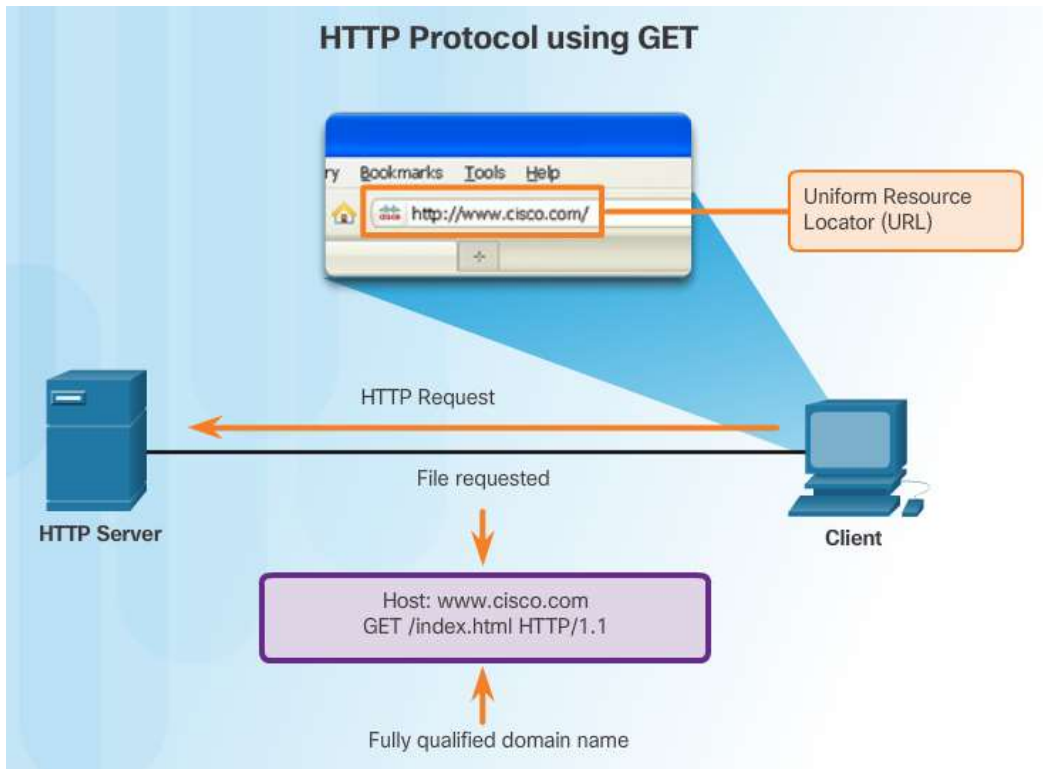 HTTP Protocol using GET
ry Bookmarks Tools Help
cisco http://www.cisco.com/
Uniform Resource
Locator (URL)
HTTP Request
File requested
HTTP Server
Client
Host: www.cisco.com
GET /index.html HTTP/1.1
Fully qualified domain name